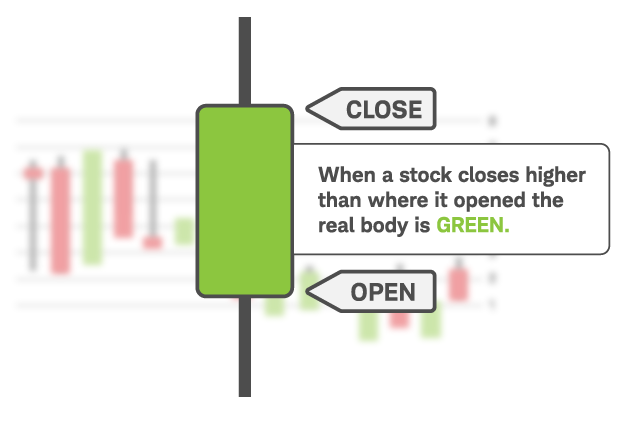 CLOSE
When a stock closes higher
than where it opened the
real body is GREEN.
OPEN